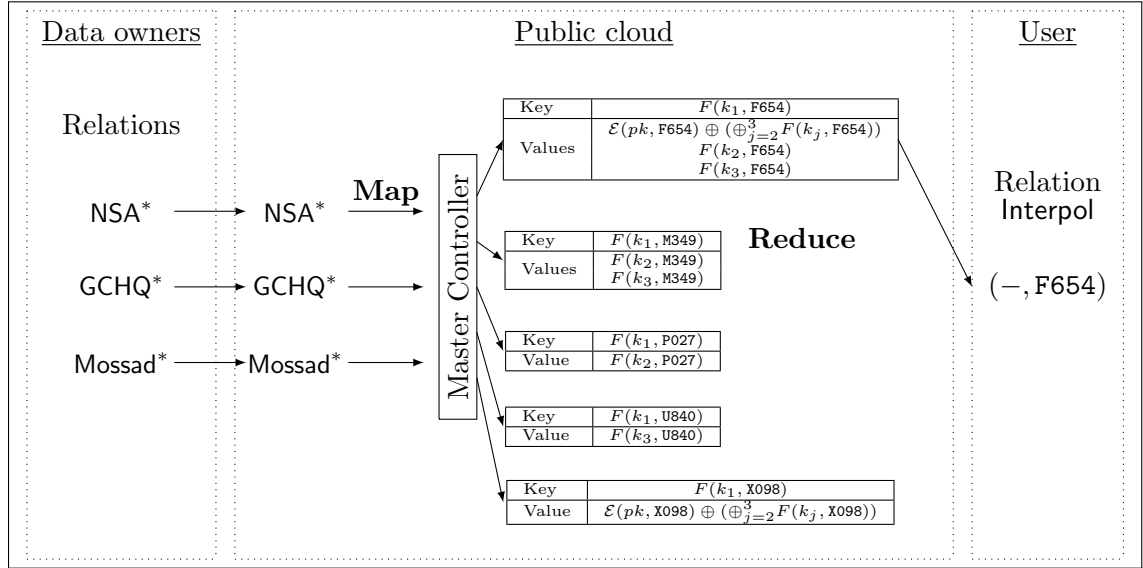 Data owners
Public cloud
User
Relations
NSA*
GCHQ*
Mossad*
NSA*
GCHQ*
Mossad*
Map
Master Controller
Key F(k₁, F654)
Values ℰ(pk, F654) ⊕ (⊕³ⱼ₌₂F(kⱼ, F654))
F(k₂, F654)
F(k₃, F654)
Key F(k₁, M349)
Values F(k₂, M349)
F(k₃, M349)
Reduce
Key F(k₁, P027)
Value F(k₂, P027)
Key F(k₁, U840)
Value F(k₃, U840)
Key F(k₁, X098)
Value ℰ(pk, X098) ⊕ (⊕³ⱼ₌₂F(kⱼ, X098))
Relation
Interpol
(−, F654)